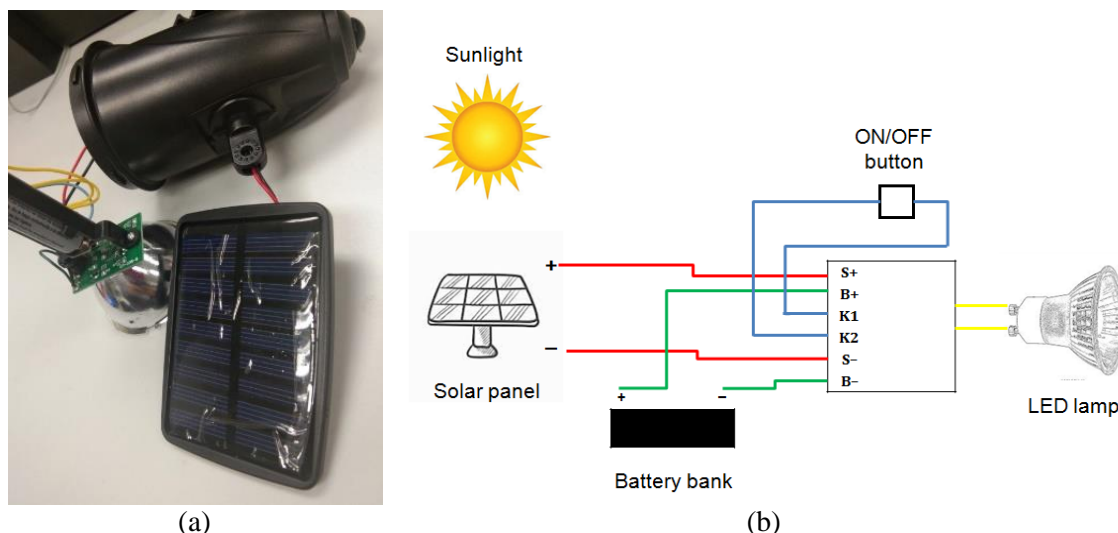 Sunlight
ON/OFF
button
+
S+
B+
K1
K2
S−
B−
−
Solar panel
+
−
Battery bank
LED lamp
(a)
(b)